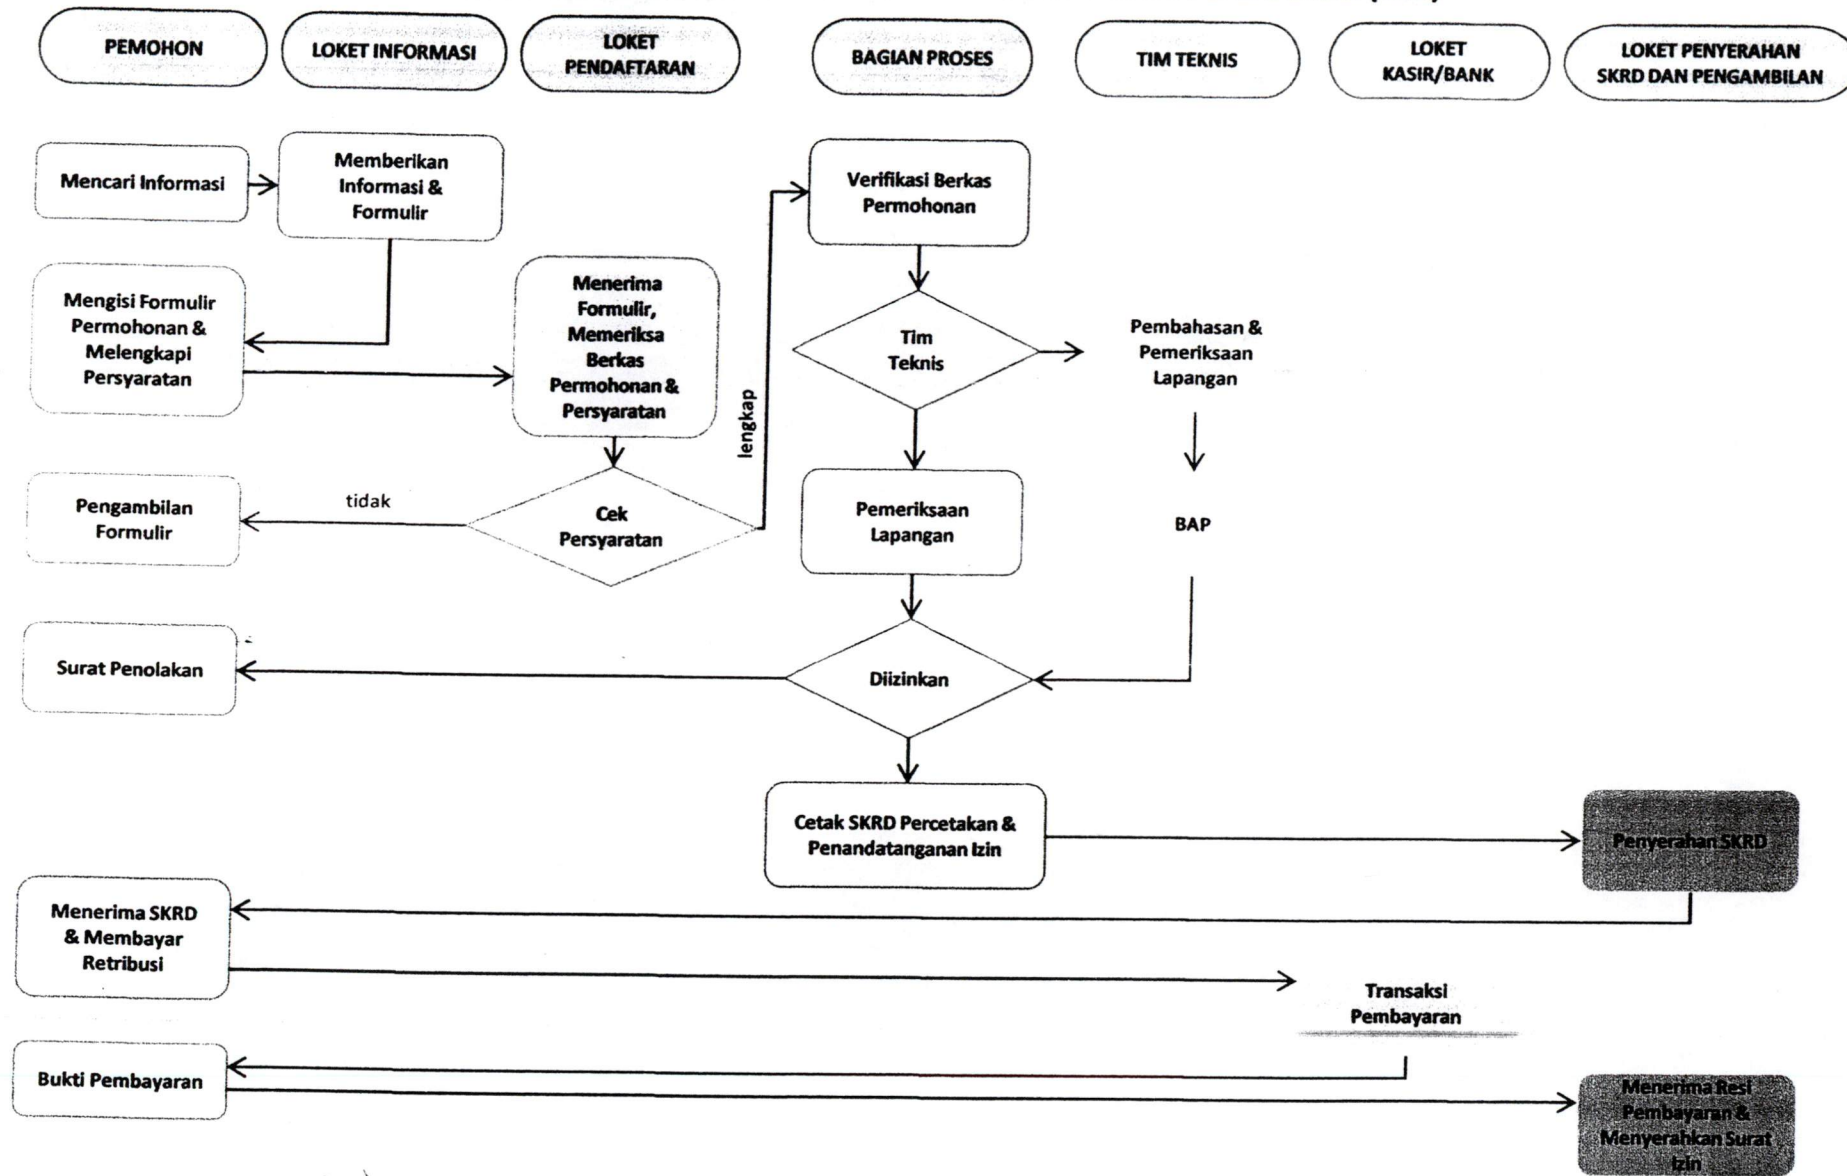 PEMOHON
LOKET INFORMASI
LOKET
PENDAFTARAN
BAGIAN PROSES
TIM TEKNIS
LOKET
KASIR/BANK
LOKET PENYERAHAN
SKRD DAN PENGAMBILAN
Mencari Informasi
Memberikan
Informasi &
Formulir
Verifikasi Berkas
Permohonan
Mengisi Formulir
Permohonan &
Melengkapi
Persyaratan
Menerima
Formulir,
Memeriksa
Berkas
Permohonan &
Persyaratan
lengkap
Tim
Teknis
Pembahasan &
Pemeriksaan
Lapangan
Pengambilan
Formulir
tidak
Cek
Persyaratan
Pemeriksaan
Lapangan
BAP
Surat Penolakan
Diizinkan
Cetak SKRD Percetakan &
Penandatanganan Izin
Penyerahan SKRD
Menerima SKRD
& Membayar
Retribusi
Transaksi
Pembayaran
Bukti Pembayaran
Menerima Resi
Pembayaran &
Menyerahkan Surat
Izin